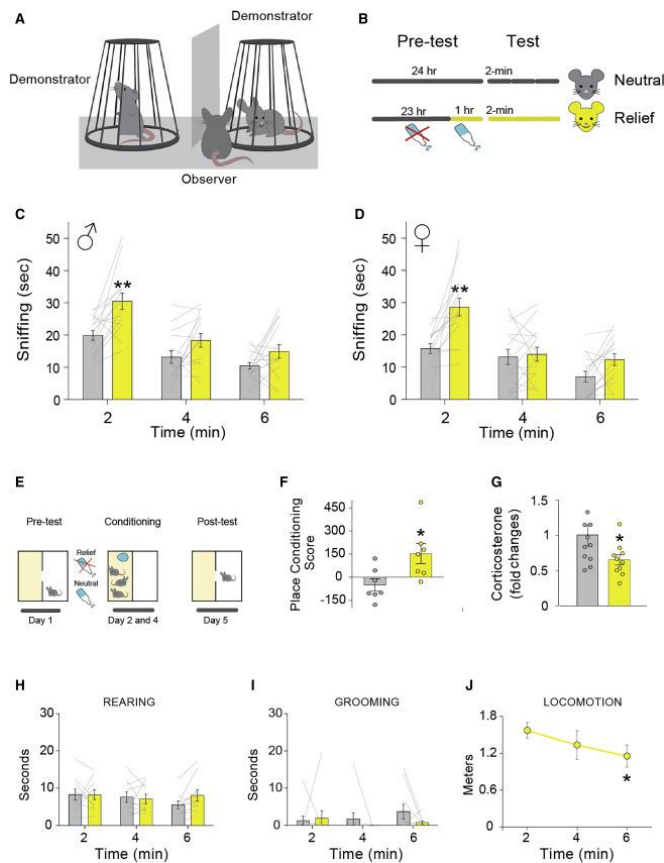 A
Demonstrator
Demonstrator
Observer
B
Pre-test Test
24 hr 2-min Neutral
23 hr 1 hr 2-min Relief
C
♂
Sniffing (sec)
50
40
30
20
10
0
**
2 4 6
Time (min)
D
♀
Sniffing (sec)
50
40
30
20
10
0
**
2 4 6
Time (min)
E
Pre-test Conditioning Post-test
Relief
Neutral
Day 1 Day 2 and 4 Day 5
F
Place Conditioning
Score
450
300
150
0
-150
*
G
Corticosterone
(fold changes)
1.5
1
0.5
0
*
H
REARING
Seconds
30
20
10
0
2 4 6
Time (min)
I
GROOMING
Seconds
30
20
10
0
2 4 6
Time (min)
J
LOCOMOTION
Meters
1.8
1.2
0.6
0
*
2 4 6
Time (min)